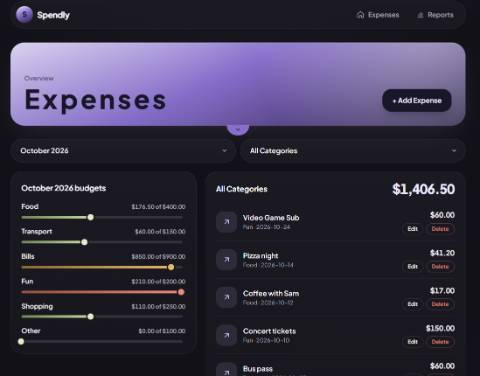 S
Spendly
Expenses
Reports
Overview
Expenses
+ Add Expense
October 2026
All Categories
October 2026 budgets
Food
$176.50 of $400.00
Transport
$60.00 of $150.00
Bills
$850.00 of $900.00
Fun
$210.00 of $200.00
Shopping
$110.00 of $250.00
Other
$0.00 of $100.00
All Categories
$1,406.50
Video Game Sub
Fun · 2026-10-24
$60.00
Edit
Delete
Pizza night
Food · 2026-10-14
$41.20
Edit
Delete
Coffee with Sam
Food · 2026-10-12
$17.00
Edit
Delete
Concert tickets
Fun · 2026-10-10
$150.00
Edit
Delete
Bus pass
$60.00